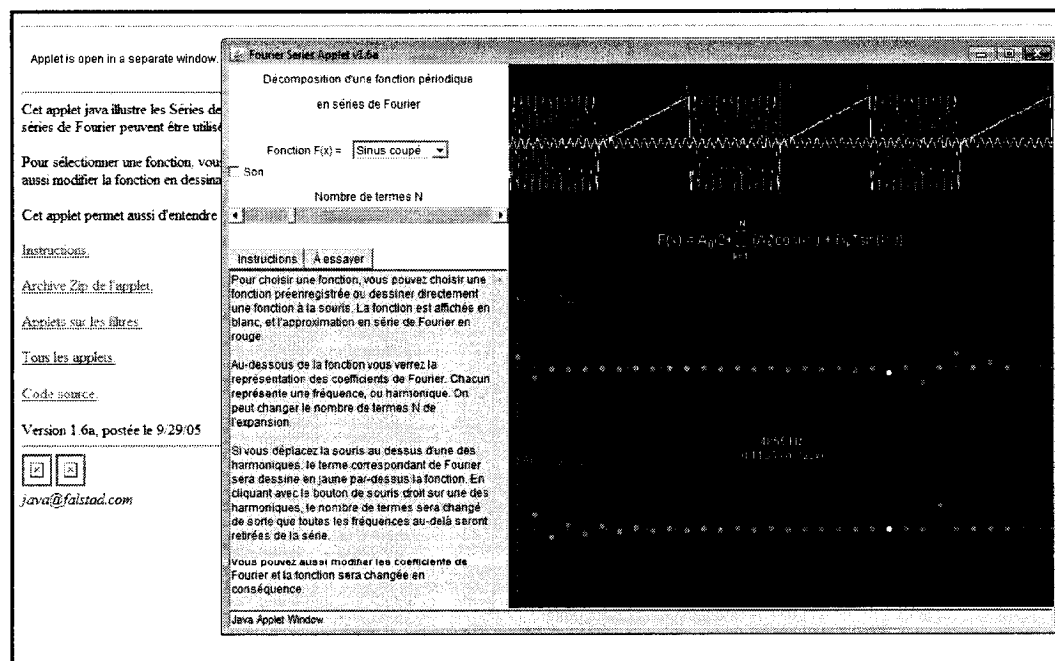 Applet is open in a separate window.
Cet applet java illustre les Séries de
séries de Fourier peuvent être utilisé
Pour sélectionner une fonction, vou
aussi modifier la fonction en dessina
Cet applet permet aussi d'entendre
Instructions.
Archive Zip de l'applet.
Applets sur les filtres
Tous les applets.
Code source.
Version 1.6a, postée le 9/29/05
java@falstad.com
Fourier Series Applet v1.6a
Décomposition d'une fonction périodique
en séries de Fourier
Fonction F(x) = Sinus coupé
Son
Nombre de termes N
Instructions À essayer
Pour choisir une fonction, vous pouvez choisir une
fonction préenregistrée ou dessiner directement
une fonction à la souris. La fonction est affichée en
blanc, et l'approximation en série de Fourier en
rouge.
Au-dessous de la fonction vous verrez la
représentation des coefficients de Fourier. Chacun
représente une fréquence, ou harmonique. On
peut changer le nombre de termes N de
l'expansion.
Si vous déplacez la souris au dessus d'une des
harmoniques, le terme correspondant de Fourier
sera dessine en jaune par-dessus la fonction. En
cliquant avec le bouton de souris droit sur une des
harmoniques, le nombre de termes sera changé
de sorte que toutes les fréquences au-delà seront
retirées de la série.
Vous pouvez aussi modifier les coefficients de
Fourier et la fonction sera changée en
conséquence.
Java Applet Window